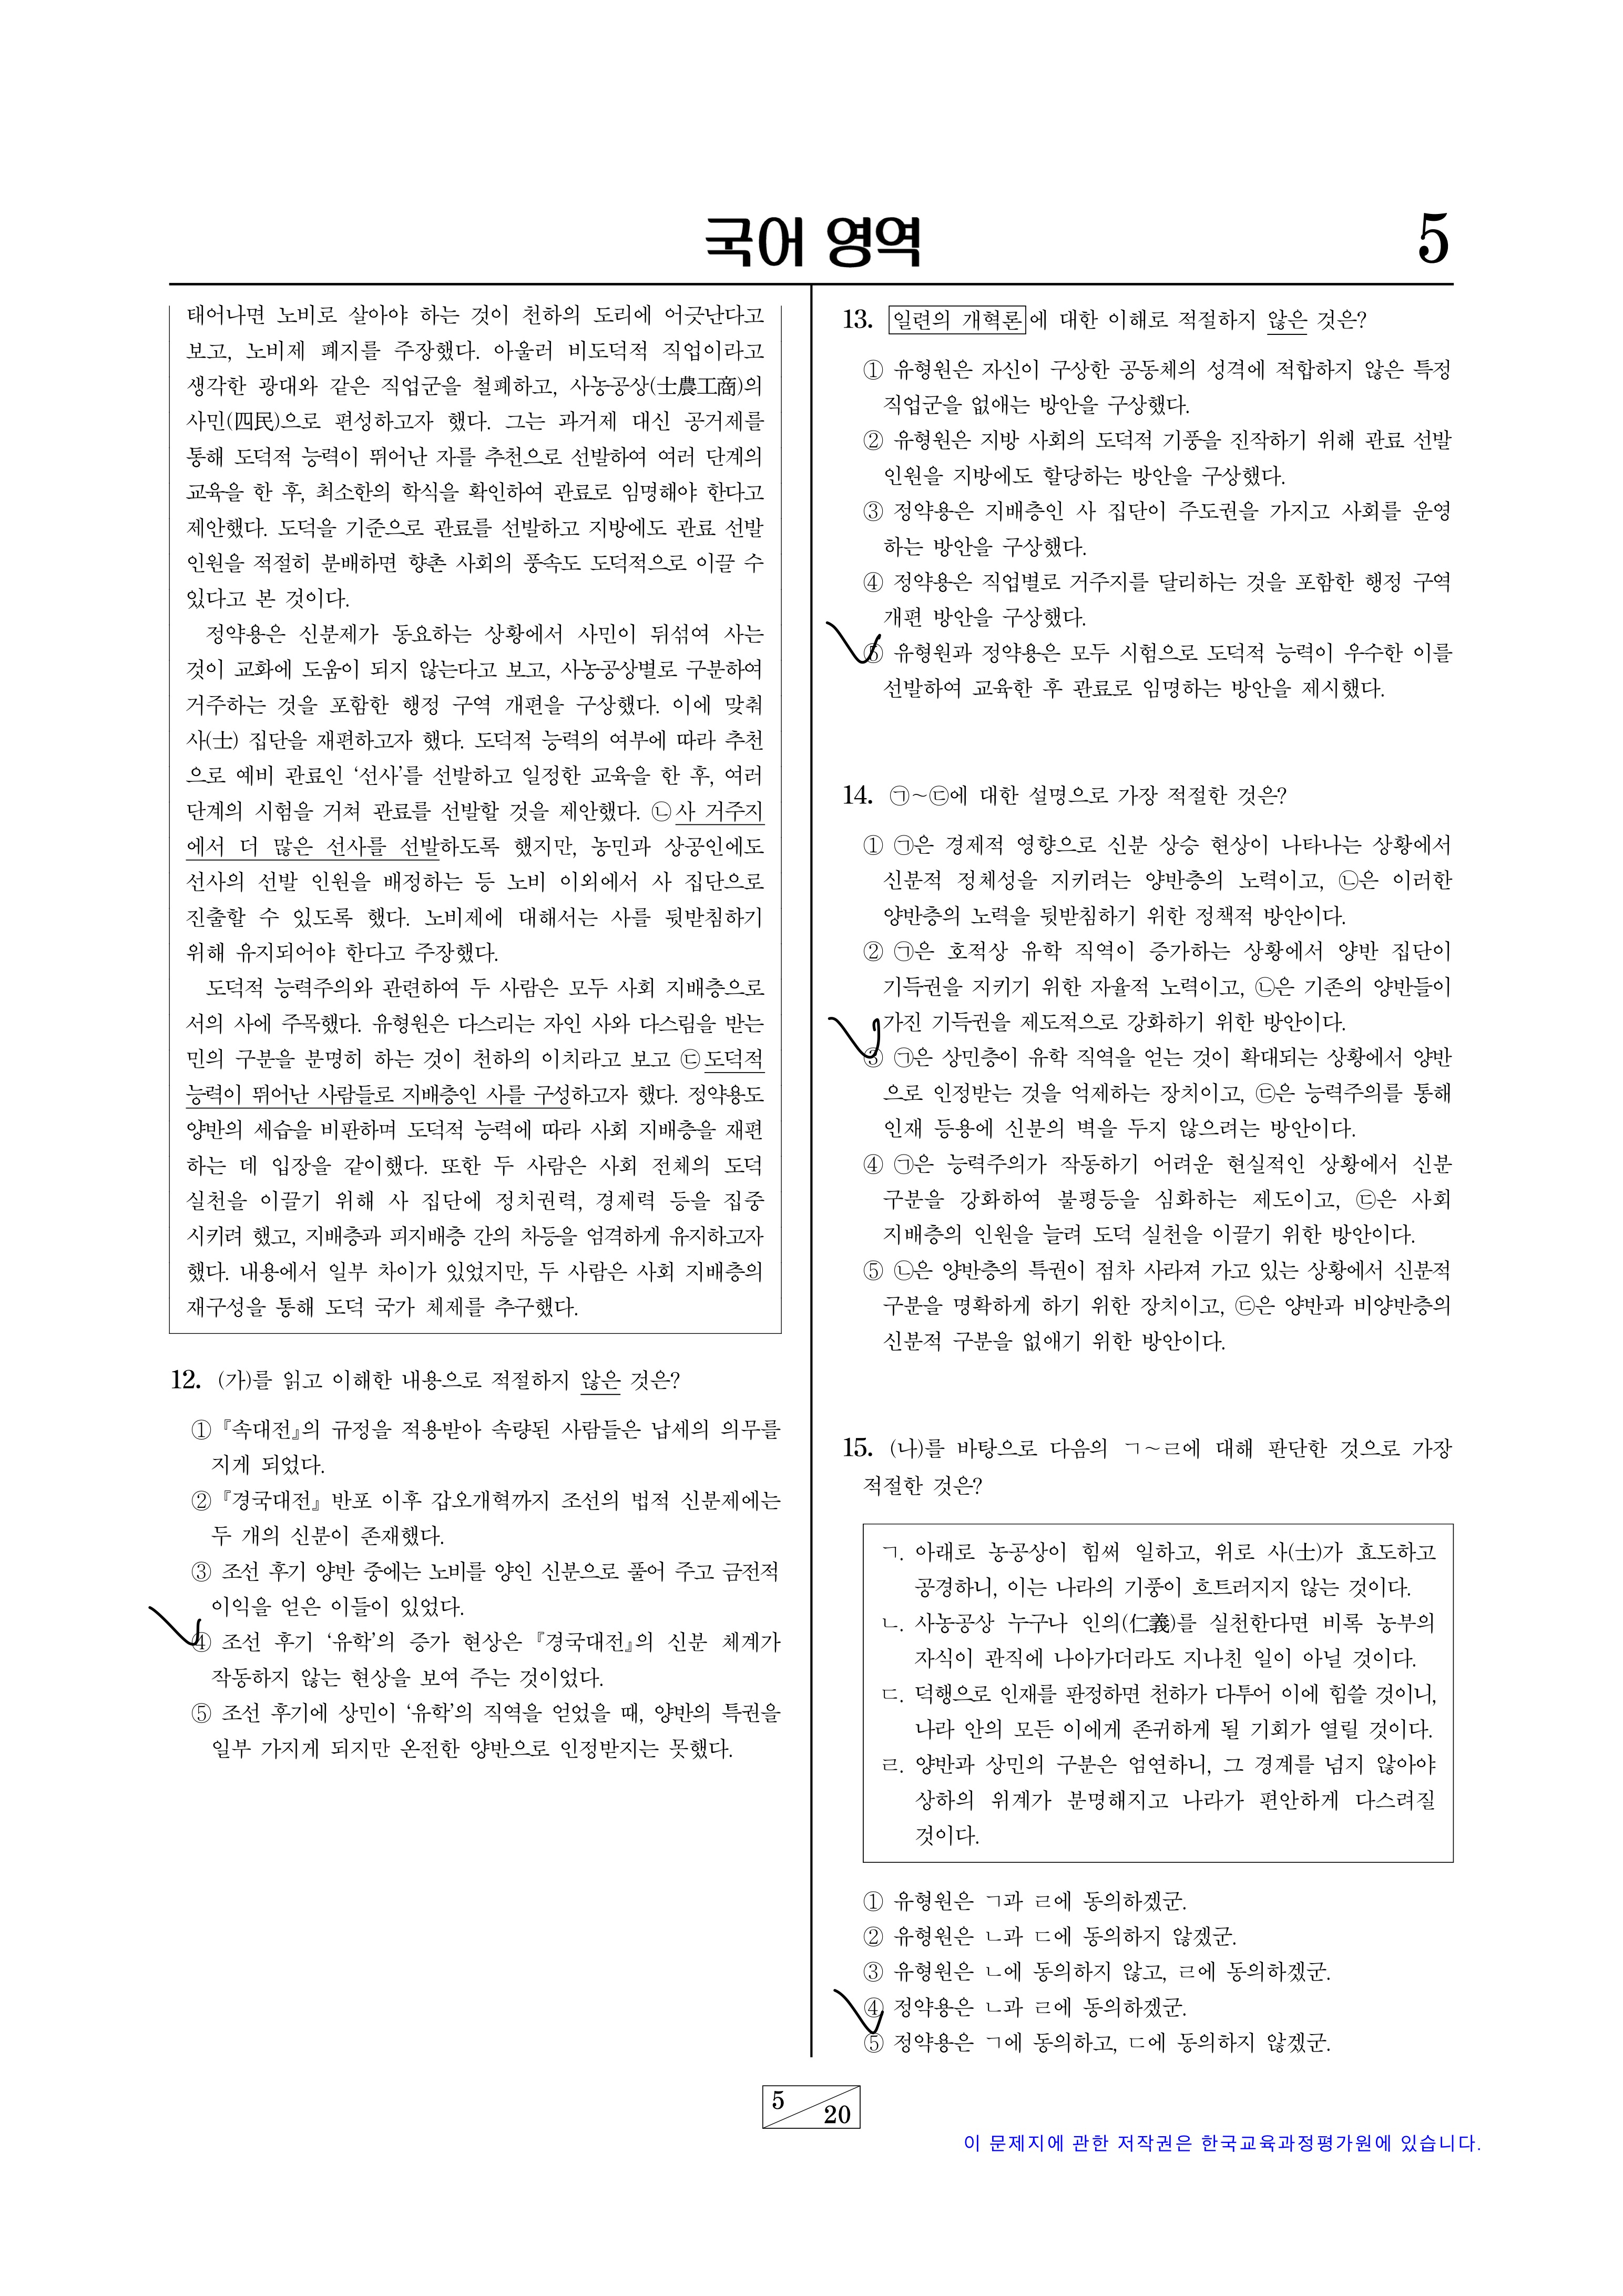 국어 영역
5
태어나면 노비로 살아야 하는 것이 천하의 도리에 어긋난다고
보고, 노비제 폐지를 주장했다. 아울러 비도덕적 직업이라고
생각한 광대와 같은 직업군을 철폐하고, 사농공상(士農工商)의
사민(四民)으로 편성하고자 했다. 그는 과거제 대신 공거제를
통해 도덕적 능력이 뛰어난 자를 추천으로 선발하여 여러 단계의
교육을 한 후, 최소한의 학식을 확인하여 관료로 임명해야 한다고
제안했다. 도덕을 기준으로 관료를 선발하고 지방에도 관료 선발
인원을 적절히 분배하면 향촌 사회의 풍속도 도덕적으로 이끌 수
있다고 본 것이다.
정약용은 신분제가 동요하는 상황에서 사민이 뒤섞여 사는
것이 교화에 도움이 되지 않는다고 보고, 사농공상별로 구분하여
거주하는 것을 포함한 행정 구역 개편을 구상했다. 이에 맞춰
사(士) 집단을 재편하고자 했다. 도덕적 능력의 여부에 따라 추천
으로 예비 관료인 ‘선사’를 선발하고 일정한 교육을 한 후, 여러
단계의 시험을 거쳐 관료를 선발할 것을 제안했다. ㉡사 거주지
에서 더 많은 선사를 선발하도록 했지만, 농민과 상공인에도
선사의 선발 인원을 배정하는 등 노비 이외에서 사 집단으로
진출할 수 있도록 했다. 노비제에 대해서는 사를 뒷받침하기
위해 유지되어야 한다고 주장했다.
도덕적 능력주의와 관련하여 두 사람은 모두 사회 지배층으로
서의 사에 주목했다. 유형원은 다스리는 자인 사와 다스림을 받는
민의 구분을 분명히 하는 것이 천하의 이치라고 보고 ㉢도덕적
능력이 뛰어난 사람들로 지배층인 사를 구성하고자 했다. 정약용도
양반의 세습을 비판하며 도덕적 능력에 따라 사회 지배층을 재편
하는 데 입장을 같이했다. 또한 두 사람은 사회 전체의 도덕
실천을 이끌기 위해 사 집단에 정치권력, 경제력 등을 집중
시키려 했고, 지배층과 피지배층 간의 차등을 엄격하게 유지하고자
했다. 내용에서 일부 차이가 있었지만, 두 사람은 사회 지배층의
재구성을 통해 도덕 국가 체제를 추구했다.
12. (가)를 읽고 이해한 내용으로 적절하지 않은 것은?
① 『속대전』의 규정을 적용받아 속량된 사람들은 납세의 의무를
지게 되었다.
② 『경국대전』 반포 이후 갑오개혁까지 조선의 법적 신분제에는
두 개의 신분이 존재했다.
③ 조선 후기 양반 중에는 노비를 양인 신분으로 풀어 주고 금전적
이익을 얻은 이들이 있었다.
④ 조선 후기 ‘유학’의 증가 현상은 『경국대전』의 신분 체계가
작동하지 않는 현상을 보여 주는 것이었다.
⑤ 조선 후기에 상민이 ‘유학’의 직역을 얻었을 때, 양반의 특권을
일부 가지게 되지만 온전한 양반으로 인정받지는 못했다.
13. 일련의 개혁론에 대한 이해로 적절하지 않은 것은?
① 유형원은 자신이 구상한 공동체의 성격에 적합하지 않은 특정
직업군을 없애는 방안을 구상했다.
② 유형원은 지방 사회의 도덕적 기풍을 진작하기 위해 관료 선발
인원을 지방에도 할당하는 방안을 구상했다.
③ 정약용은 지배층인 사 집단이 주도권을 가지고 사회를 운영
하는 방안을 구상했다.
④ 정약용은 직업별로 거주지를 달리하는 것을 포함한 행정 구역
개편 방안을 구상했다.
⑤ 유형원과 정약용은 모두 시험으로 도덕적 능력이 우수한 이를
선발하여 교육한 후 관료로 임명하는 방안을 제시했다.
14. ㉠~㉢에 대한 설명으로 가장 적절한 것은?
① ㉠은 경제적 영향으로 신분 상승 현상이 나타나는 상황에서
신분적 정체성을 지키려는 양반층의 노력이고, ㉡은 이러한
양반층의 노력을 뒷받침하기 위한 정책적 방안이다.
② ㉠은 호적상 유학 직역이 증가하는 상황에서 양반 집단이
기득권을 지키기 위한 자율적 노력이고, ㉡은 기존의 양반들이
가진 기득권을 제도적으로 강화하기 위한 방안이다.
③ ㉠은 상민층이 유학 직역을 얻는 것이 확대되는 상황에서 양반
으로 인정받는 것을 억제하는 장치이고, ㉢은 능력주의를 통해
인재 등용에 신분의 벽을 두지 않으려는 방안이다.
④ ㉠은 능력주의가 작동하기 어려운 현실적인 상황에서 신분
구분을 강화하여 불평등을 심화하는 제도이고, ㉢은 사회
지배층의 인원을 늘려 도덕 실천을 이끌기 위한 방안이다.
⑤ ㉡은 양반층의 특권이 점차 사라져 가고 있는 상황에서 신분적
구분을 명확하게 하기 위한 장치이고, ㉢은 양반과 비양반층의
신분적 구분을 없애기 위한 방안이다.
15. (나)를 바탕으로 다음의 ㄱ~ㄹ에 대해 판단한 것으로 가장
적절한 것은?
ㄱ. 아래로 농공상이 힘써 일하고, 위로 사(士)가 효도하고
공경하니, 이는 나라의 기풍이 흐트러지지 않는 것이다.
ㄴ. 사농공상 누구나 인의(仁義)를 실천한다면 비록 농부의
자식이 관직에 나아가더라도 지나친 일이 아닐 것이다.
ㄷ. 덕행으로 인재를 판정하면 천하가 다투어 이에 힘쓸 것이니,
나라 안의 모든 이에게 존귀하게 될 기회가 열릴 것이다.
ㄹ. 양반과 상민의 구분은 엄연하니, 그 경계를 넘지 않아야
상하의 위계가 분명해지고 나라가 편안하게 다스려질
것이다.
① 유형원은 ㄱ과 ㄹ에 동의하겠군.
② 유형원은 ㄴ과 ㄷ에 동의하지 않겠군.
③ 유형원은 ㄴ에 동의하지 않고, ㄹ에 동의하겠군.
④ 정약용은 ㄴ과 ㄹ에 동의하겠군.
⑤ 정약용은 ㄱ에 동의하고, ㄷ에 동의하지 않겠군.
5
20
이 문제지에 관한 저작권은 한국교육과정평가원에 있습니다.